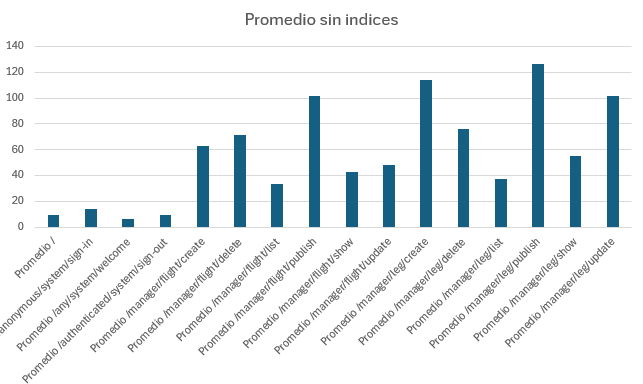 Promedio sin indices
140
120
100
80
60
40
20
0
Promedio /
anonymous/system/sign-in
Promedio /any/system/welcome
Promedio /authenticated/system/sign-out
Promedio /manager/flight/create
Promedio /manager/flight/delete
Promedio /manager/flight/list
Promedio /manager/flight/publish
Promedio /manager/flight/show
Promedio /manager/flight/update
Promedio /manager/leg/create
Promedio /manager/leg/delete
Promedio /manager/leg/list
Promedio /manager/leg/publish
Promedio /manager/leg/show
Promedio /manager/leg/update